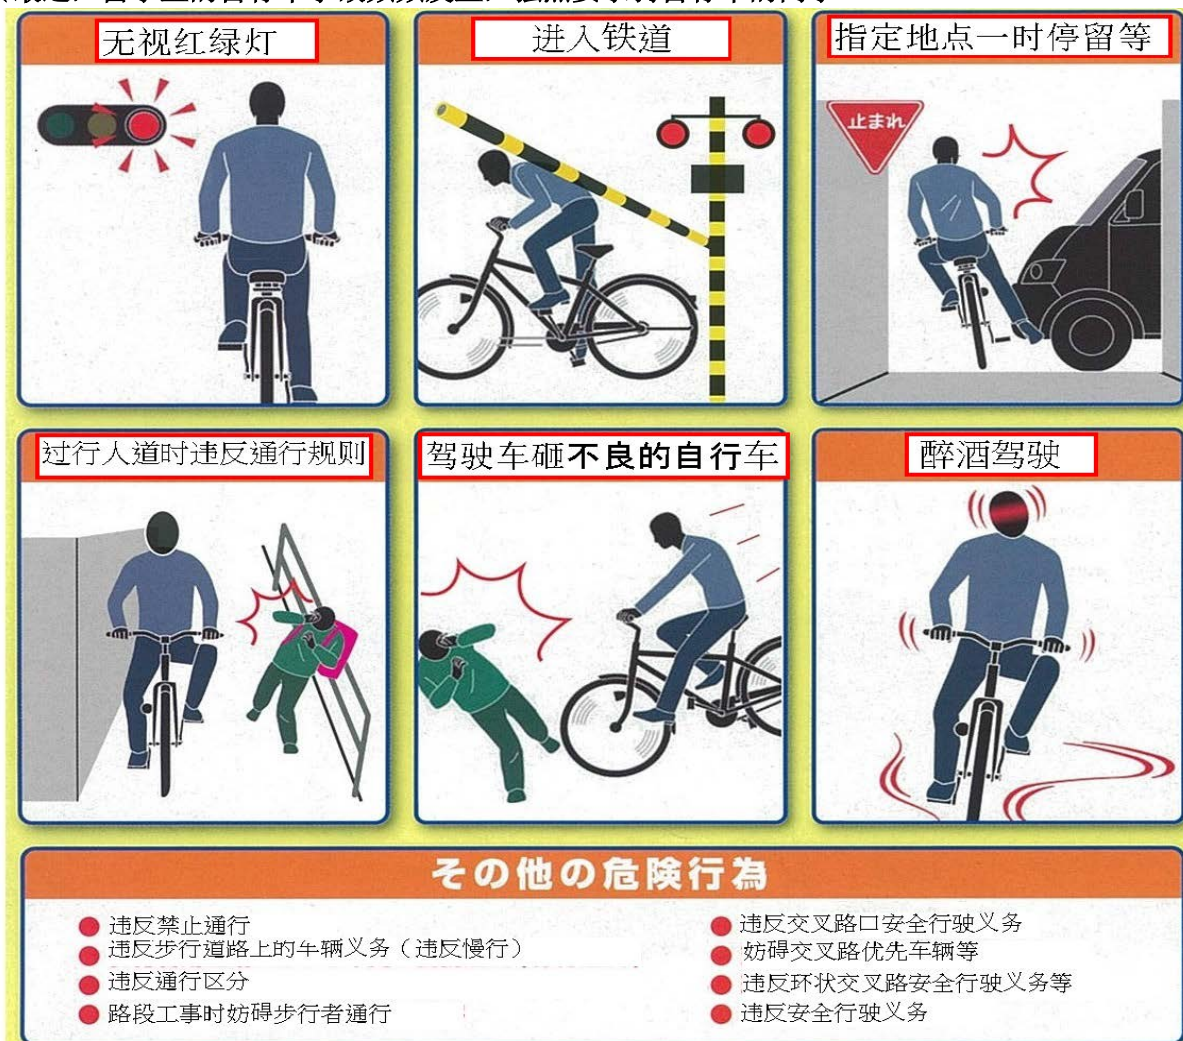 无视红绿灯
进入铁道
指定地点一时停留等
止まれ
过行人道时违反通行规则
驾驶车砸不良的自行车
醉酒驾驶
その他の危険行為
违反禁止通行
违反步行道路上的车辆义务（违反慢行）
违反通行区分
路段工事时妨碍步行者通行
违反交叉路口安全行驶义务
妨碍交叉路优先车辆等
违反环状交叉路安全行驶义务等
违反安全行驶义务